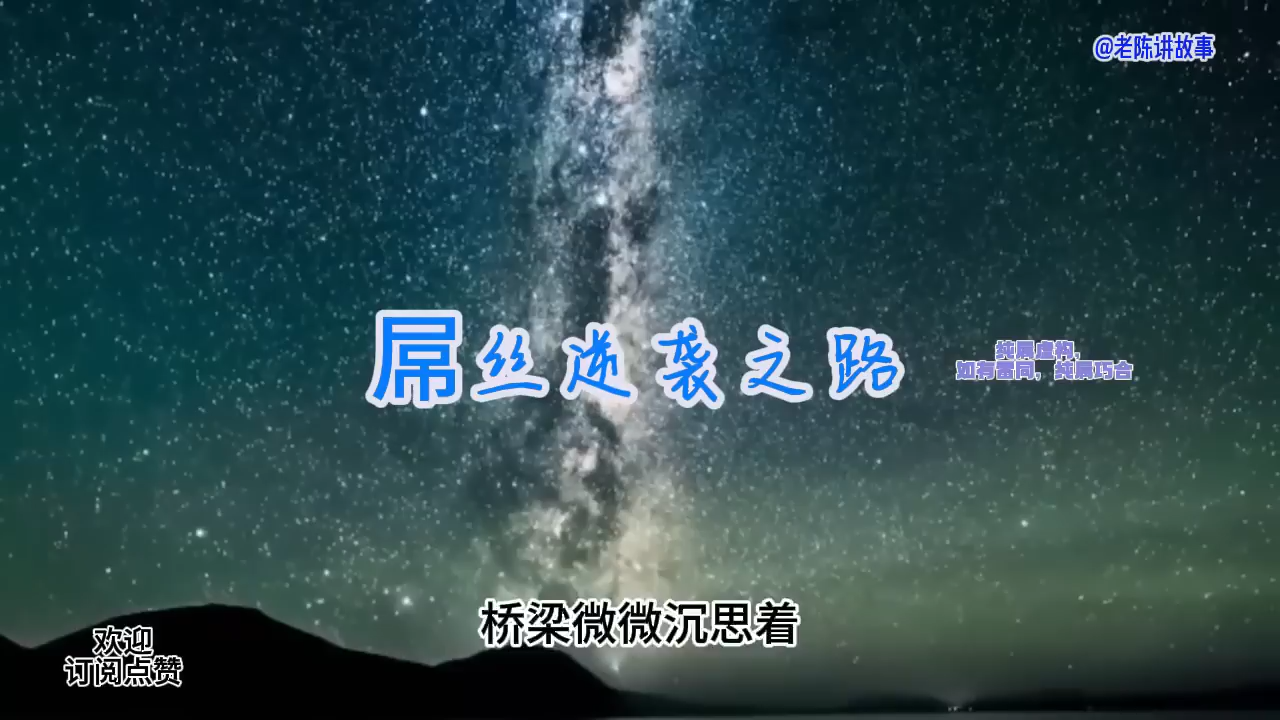 @老陈讲故事
屌丝逆袭之路
纯属虚构，
如有雷同，纯属巧合
桥梁微微沉思着
欢迎
订阅点赞